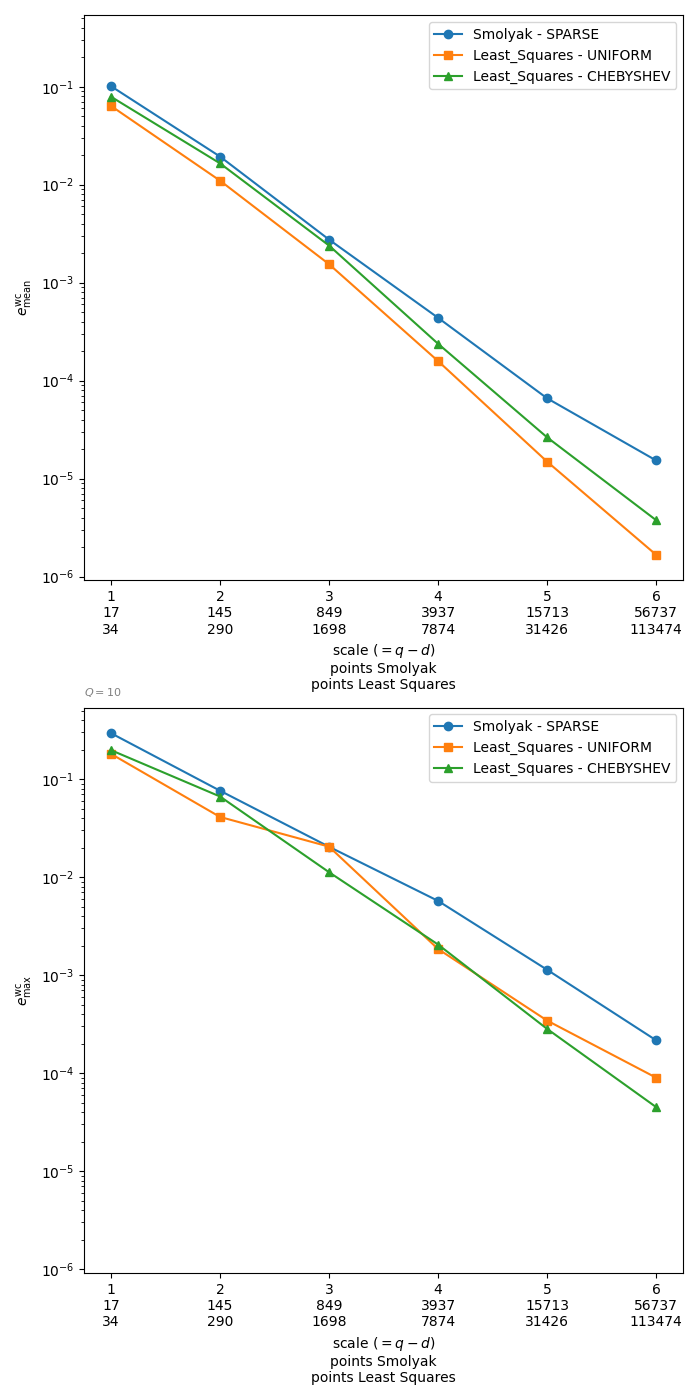 Smolyak - SPARSE
Least_Squares - UNIFORM
Least_Squares - CHEBYSHEV
10⁻¹
10⁻²
10⁻³
10⁻⁴
10⁻⁵
10⁻⁶
e^wc_mean
1 2 3 4 5 6
17 145 849 3937 15713 56737
34 290 1698 7874 31426 113474
scale (= q − d)
points Smolyak
points Least Squares
Q = 10
Smolyak - SPARSE
Least_Squares - UNIFORM
Least_Squares - CHEBYSHEV
10⁻¹
10⁻²
10⁻³
10⁻⁴
10⁻⁵
10⁻⁶
e^wc_max
1 2 3 4 5 6
17 145 849 3937 15713 56737
34 290 1698 7874 31426 113474
scale (= q − d)
points Smolyak
points Least Squares